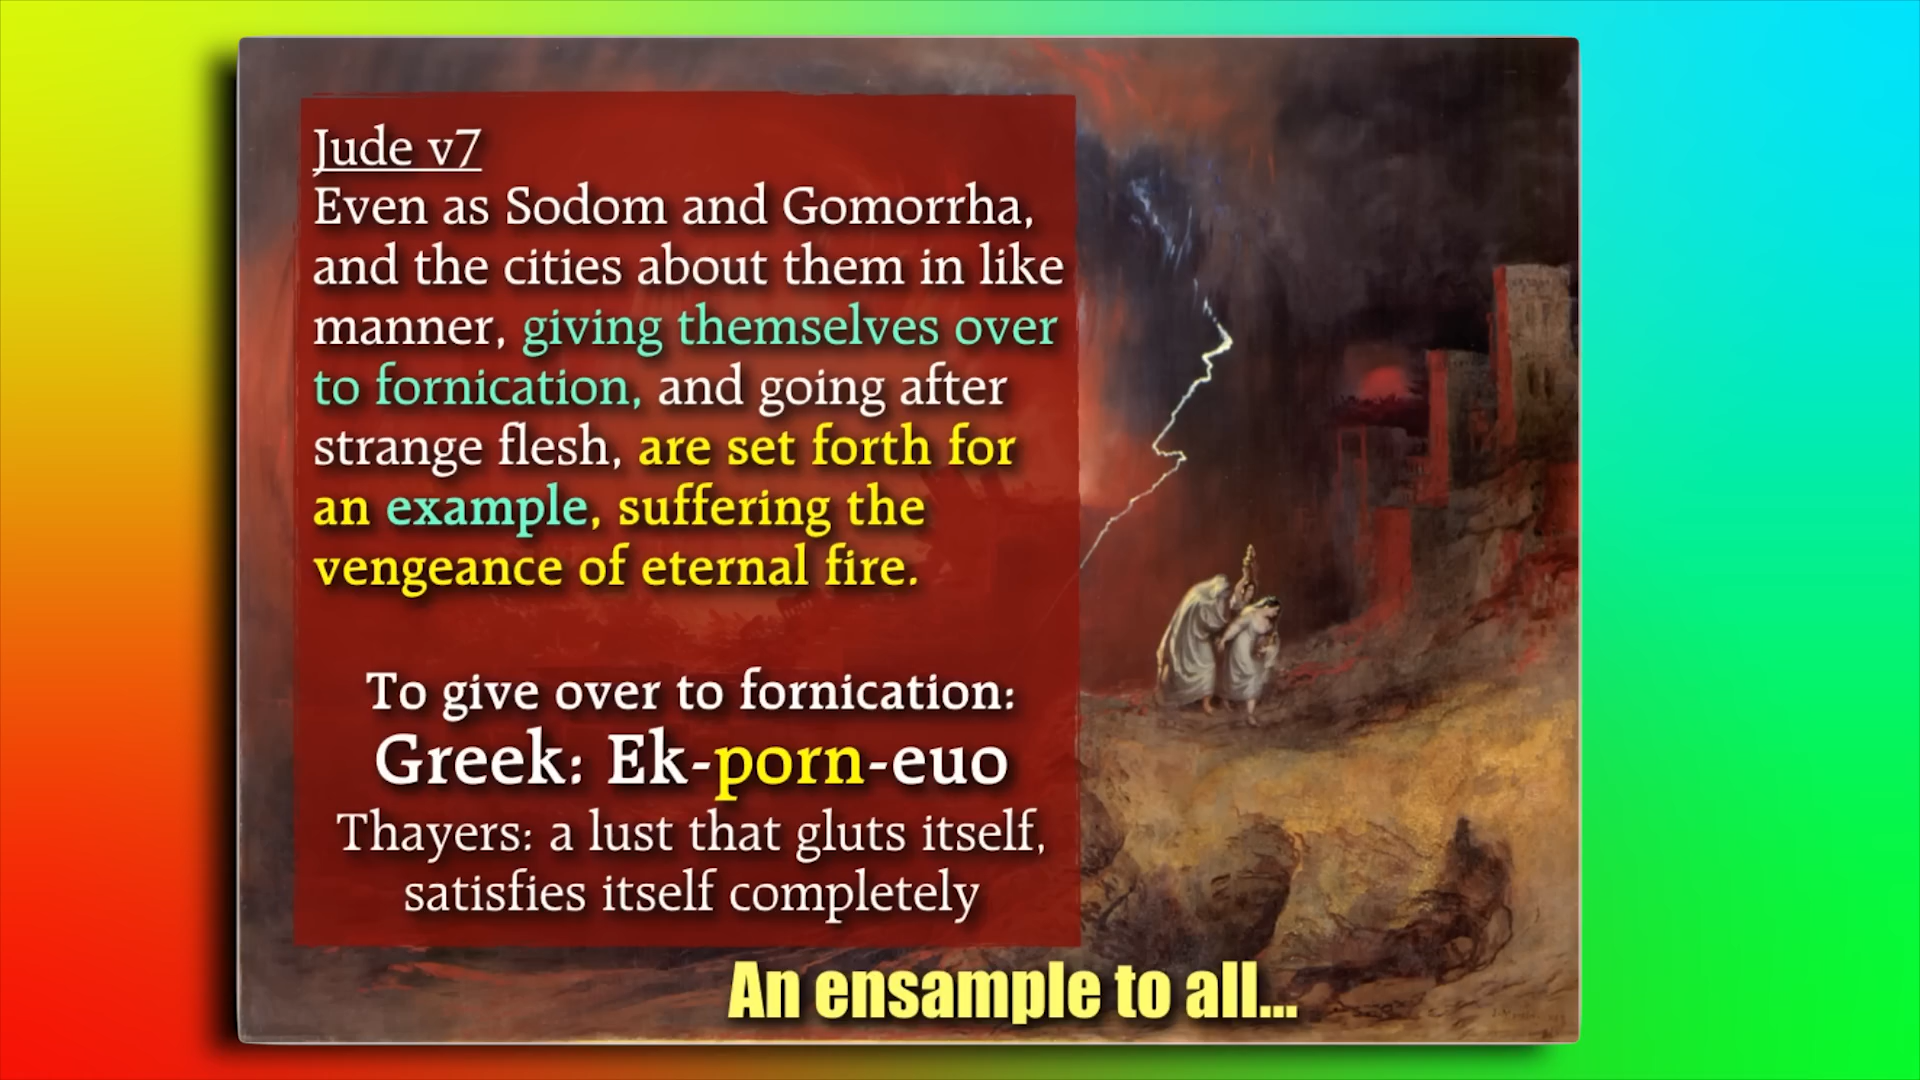 Jude v7
Even as Sodom and Gomorrha,
and the cities about them in like
manner, giving themselves over
to fornication, and going after
strange flesh, are set forth for
an example, suffering the
vengeance of eternal fire.
To give over to fornication:
Greek: Ek-porn-euo
Thayers: a lust that gluts itself,
satisfies itself completely
An ensample to all...